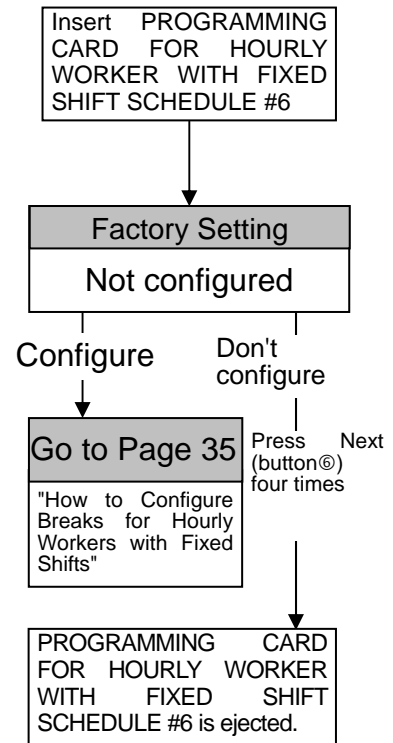 Insert PROGRAMMING
CARD FOR HOURLY
WORKER WITH FIXED
SHIFT SCHEDULE #6
Factory Setting
Not configured
Configure
Don't
configure
Go to Page 35
"How to Configure
Breaks for Hourly
Workers with Fixed
Shifts"
Press Next
(button⑥)
four times
PROGRAMMING CARD
FOR HOURLY WORKER
WITH FIXED SHIFT
SCHEDULE #6 is ejected.